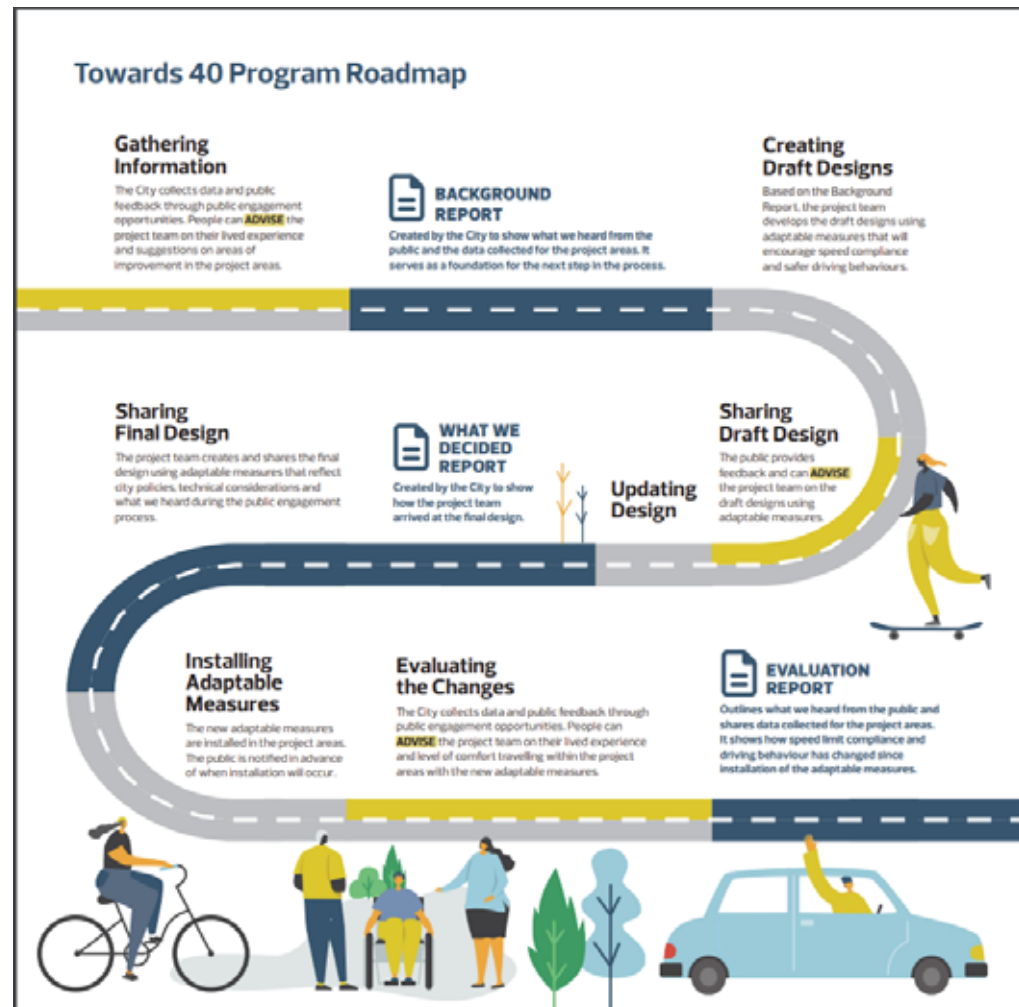 Towards 40 Program Roadmap
Gathering
Information
The City collects data and public
feedback through public engagement
opportunities. People can ADVISE the
project team on their lived experience
and suggestions on areas of
improvement in the project areas.
BACKGROUND
REPORT
Created by the City to show what we heard from the
public and the data collected for the project areas. It
serves as a foundation for the next step in the process.
Creating
Draft Designs
Based on the Background
Report, the project team
develops the draft designs using
adaptable measures that will
encourage speed compliance
and safer driving behaviours.
Sharing
Draft Design
The public provides
feedback and can ADVISE
the project team on the
draft designs using
adaptable measures.
Updating
Design
WHAT WE
DECIDED
REPORT
Created by the City to show
how the project team
arrived at the final design.
Sharing
Final Design
The project team creates and shares the final
design using adaptable measures that reflect
city policies, technical considerations and
what we heard during the public engagement
process.
Installing
Adaptable
Measures
The new adaptable measures
are installed in the project areas.
The public is notified in advance
of when installation will occur.
Evaluating
the Changes
The City collects data and public feedback through
public engagement opportunities. People can
ADVISE the project team on their lived experience
and level of comfort travelling within the project
areas with the new adaptable measures.
EVALUATION
REPORT
Outlines what we heard from the public and
shares data collected for the project areas.
It shows how speed limit compliance and
driving behaviour has changed since
installation of the adaptable measures.